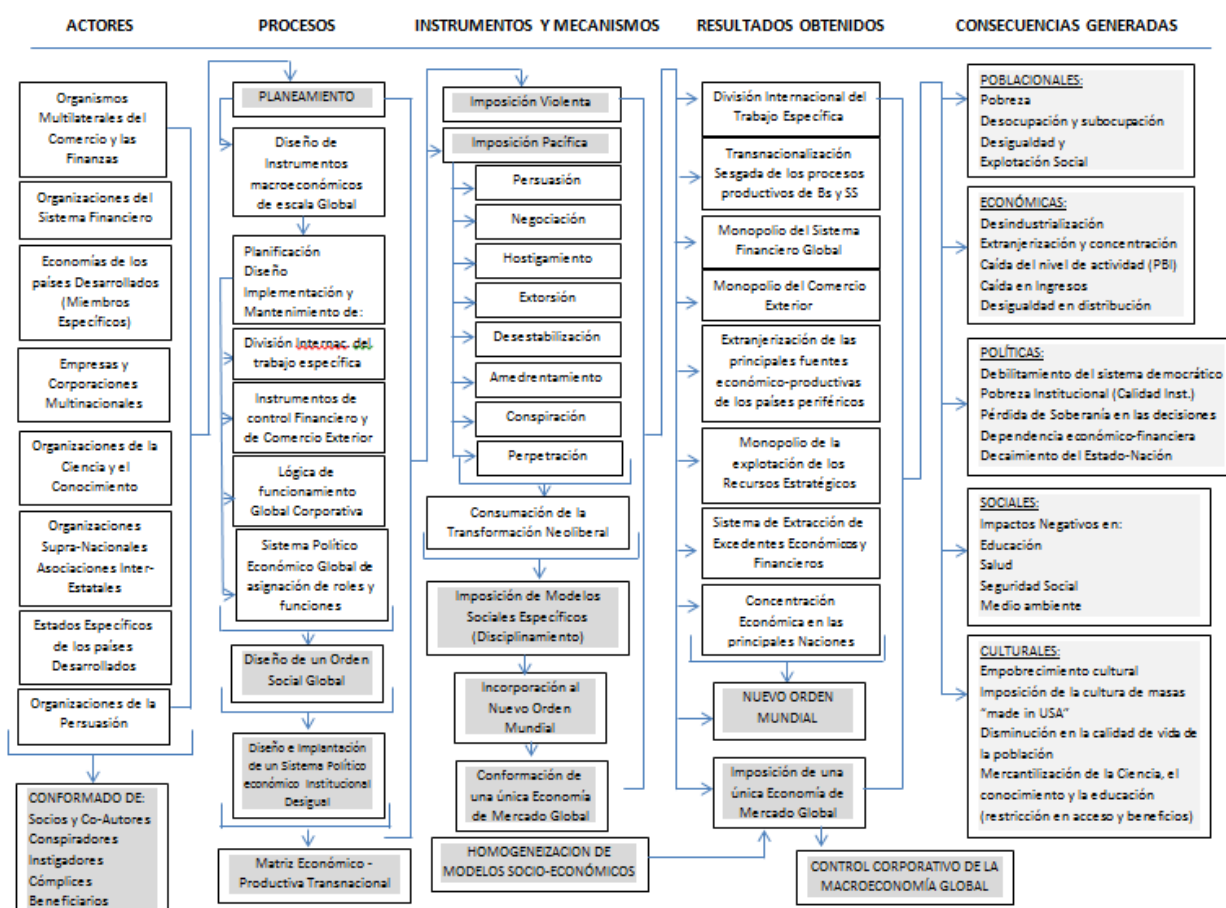 ACTORES
PROCESOS
INSTRUMENTOS Y MECANISMOS
RESULTADOS OBTENIDOS
CONSECUENCIAS GENERADAS
Organismos
Multilaterales del
Comercio y las
Finanzas
Organizaciones del
Sistema Financiero
Economías de los
países Desarrollados
(Miembros
Específicos)
Empresas y
Corporaciones
Multinacionales
Organizaciones de la
Ciencia y el
Conocimiento
Organizaciones
Supra-Nacionales
Asociaciones Inter-
Estatales
Estados Específicos
de los países
Desarrollados
Organizaciones de la
Persuasión
CONFORMADO DE:
Socios y Co-Autores
Conspiradores
Instigadores
Cómplices
Beneficiarios
PLANEAMIENTO
Diseño de
Instrumentos
macroeconómicos
de escala Global
Planificación
Diseño
Implementación y
Mantenimiento de:
División Internac. del
trabajo específica
Instrumentos de
control Financiero y
de Comercio Exterior
Lógica de
funcionamiento
Global Corporativa
Sistema Político
Económico Global de
asignación de roles y
funciones
Diseño de un Orden
Social Global
Diseño e Implantación
de un Sistema Político
económico Institucional
Desigual
Matriz Económico -
Productiva Transnacional
Imposición Violenta
Imposición Pacífica
Persuasión
Negociación
Hostigamiento
Extorsión
Desestabilización
Amedrentamiento
Conspiración
Perpetración
Consumación de la
Transformación Neoliberal
Imposición de Modelos
Sociales Específicos
(Disciplinamiento)
Incorporación al
Nuevo Orden
Mundial
Conformación de
una única Economía
de Mercado Global
HOMOGENEIZACION DE
MODELOS SOCIO-ECONÓMICOS
División Internacional del
Trabajo Específica
Transnacionalización
Sesgada de los procesos
productivos de Bs y SS
Monopolio del Sistema
Financiero Global
Monopolio del Comercio
Exterior
Extranjerización de las
principales fuentes
económico-productivas
de los países periféricos
Monopolio de la
explotación de los
Recursos Estratégicos
Sistema de Extracción de
Excedentes Económicos y
Financieros
Concentración
Económica en las
principales Naciones
NUEVO ORDEN
MUNDIAL
Imposición de una
única Economía de
Mercado Global
CONTROL CORPORATIVO DE LA
MACROECONOMÍA GLOBAL
POBLACIONALES:
Pobreza
Desocupación y subocupación
Desigualdad y
Explotación Social
ECONÓMICAS:
Desindustrialización
Extranjerización y concentración
Caída del nivel de actividad (PBI)
Caída en Ingresos
Desigualdad en distribución
POLÍTICAS:
Debilitamiento del sistema democrático
Pobreza Institucional (Calidad Inst.)
Pérdida de Soberanía en las decisiones
Dependencia económico-financiera
Decaimiento del Estado-Nación
SOCIALES:
Impactos Negativos en:
Educación
Salud
Seguridad Social
Medio ambiente
CULTURALES:
Empobrecimiento cultural
Imposición de la cultura de masas
"made in USA"
Disminución en la calidad de vida de
la población
Mercantilización de la Ciencia, el
conocimiento y la educación
(restricción en acceso y beneficios)